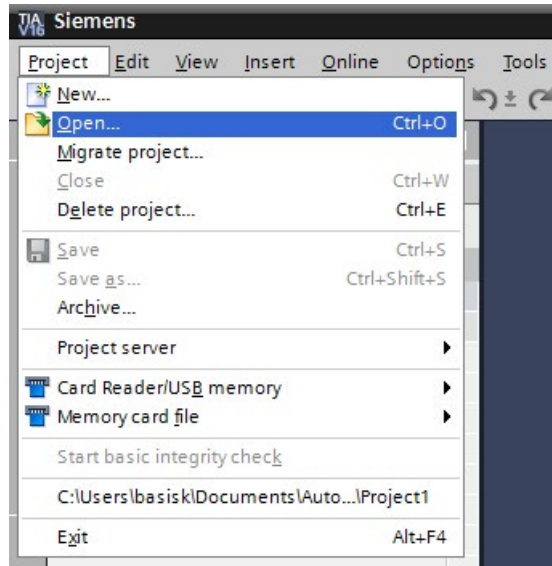 TIA V16 Siemens
Project Edit View Insert Online Options Tools
New...
Open... Ctrl+O
Migrate project...
Close Ctrl+W
Delete project... Ctrl+E
Save Ctrl+S
Save as... Ctrl+Shift+S
Archive...
Project server
Card Reader/USB memory
Memory card file
Start basic integrity check
C:\Users\basisk\Documents\Auto...\Project1
Exit Alt+F4